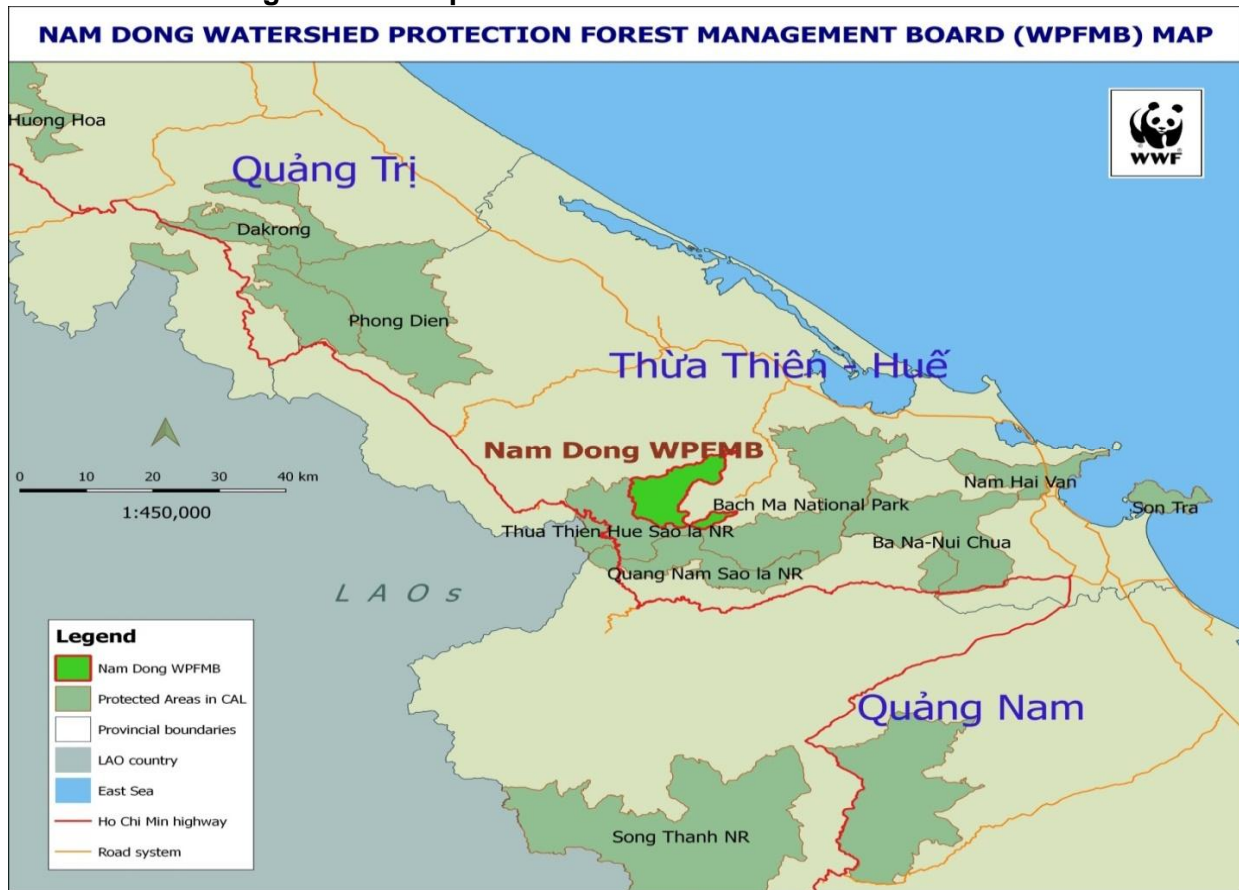 NAM DONG WATERSHED PROTECTION FOREST MANAGEMENT BOARD (WPFMB) MAP
WWF
Huong Hoa
Quảng Trị
Dakrong
Phong Dien
Thừa Thiên - Huế
Nam Dong WPFMB
0 10 20 30 40 km
1:450,000
Nam Hai Van
Bach Ma National Park
Son Tra
Thua Thien Hue Sao la NR
Ba Na-Nui Chua
Quang Nam Sao la NR
LAOs
Legend
Nam Dong WPFMB
Protected Areas in CAL
Provincial boundaries
LAO country
East Sea
Ho Chi Min highway
Road system
Quảng Nam
Song Thanh NR